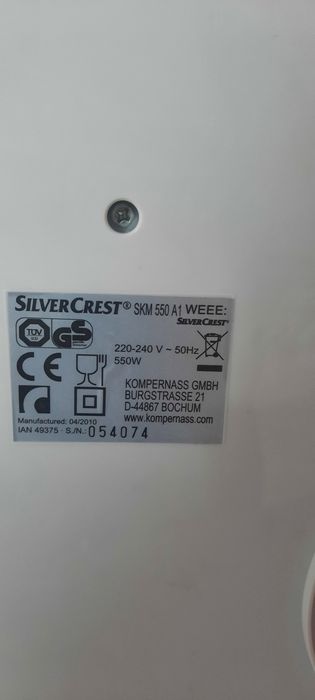 SILVERCREST® SKM 550 A1 WEEE:
SILVERCREST®
TÜV GS
220-240 V ~ 50Hz
550W
CE
KOMPERNASS GMBH
BURGSTRASSE 21
D-44867 BOCHUM
www.kompernass.com
Manufactured: 04/2010
IAN 49375 - S./N.: 054074